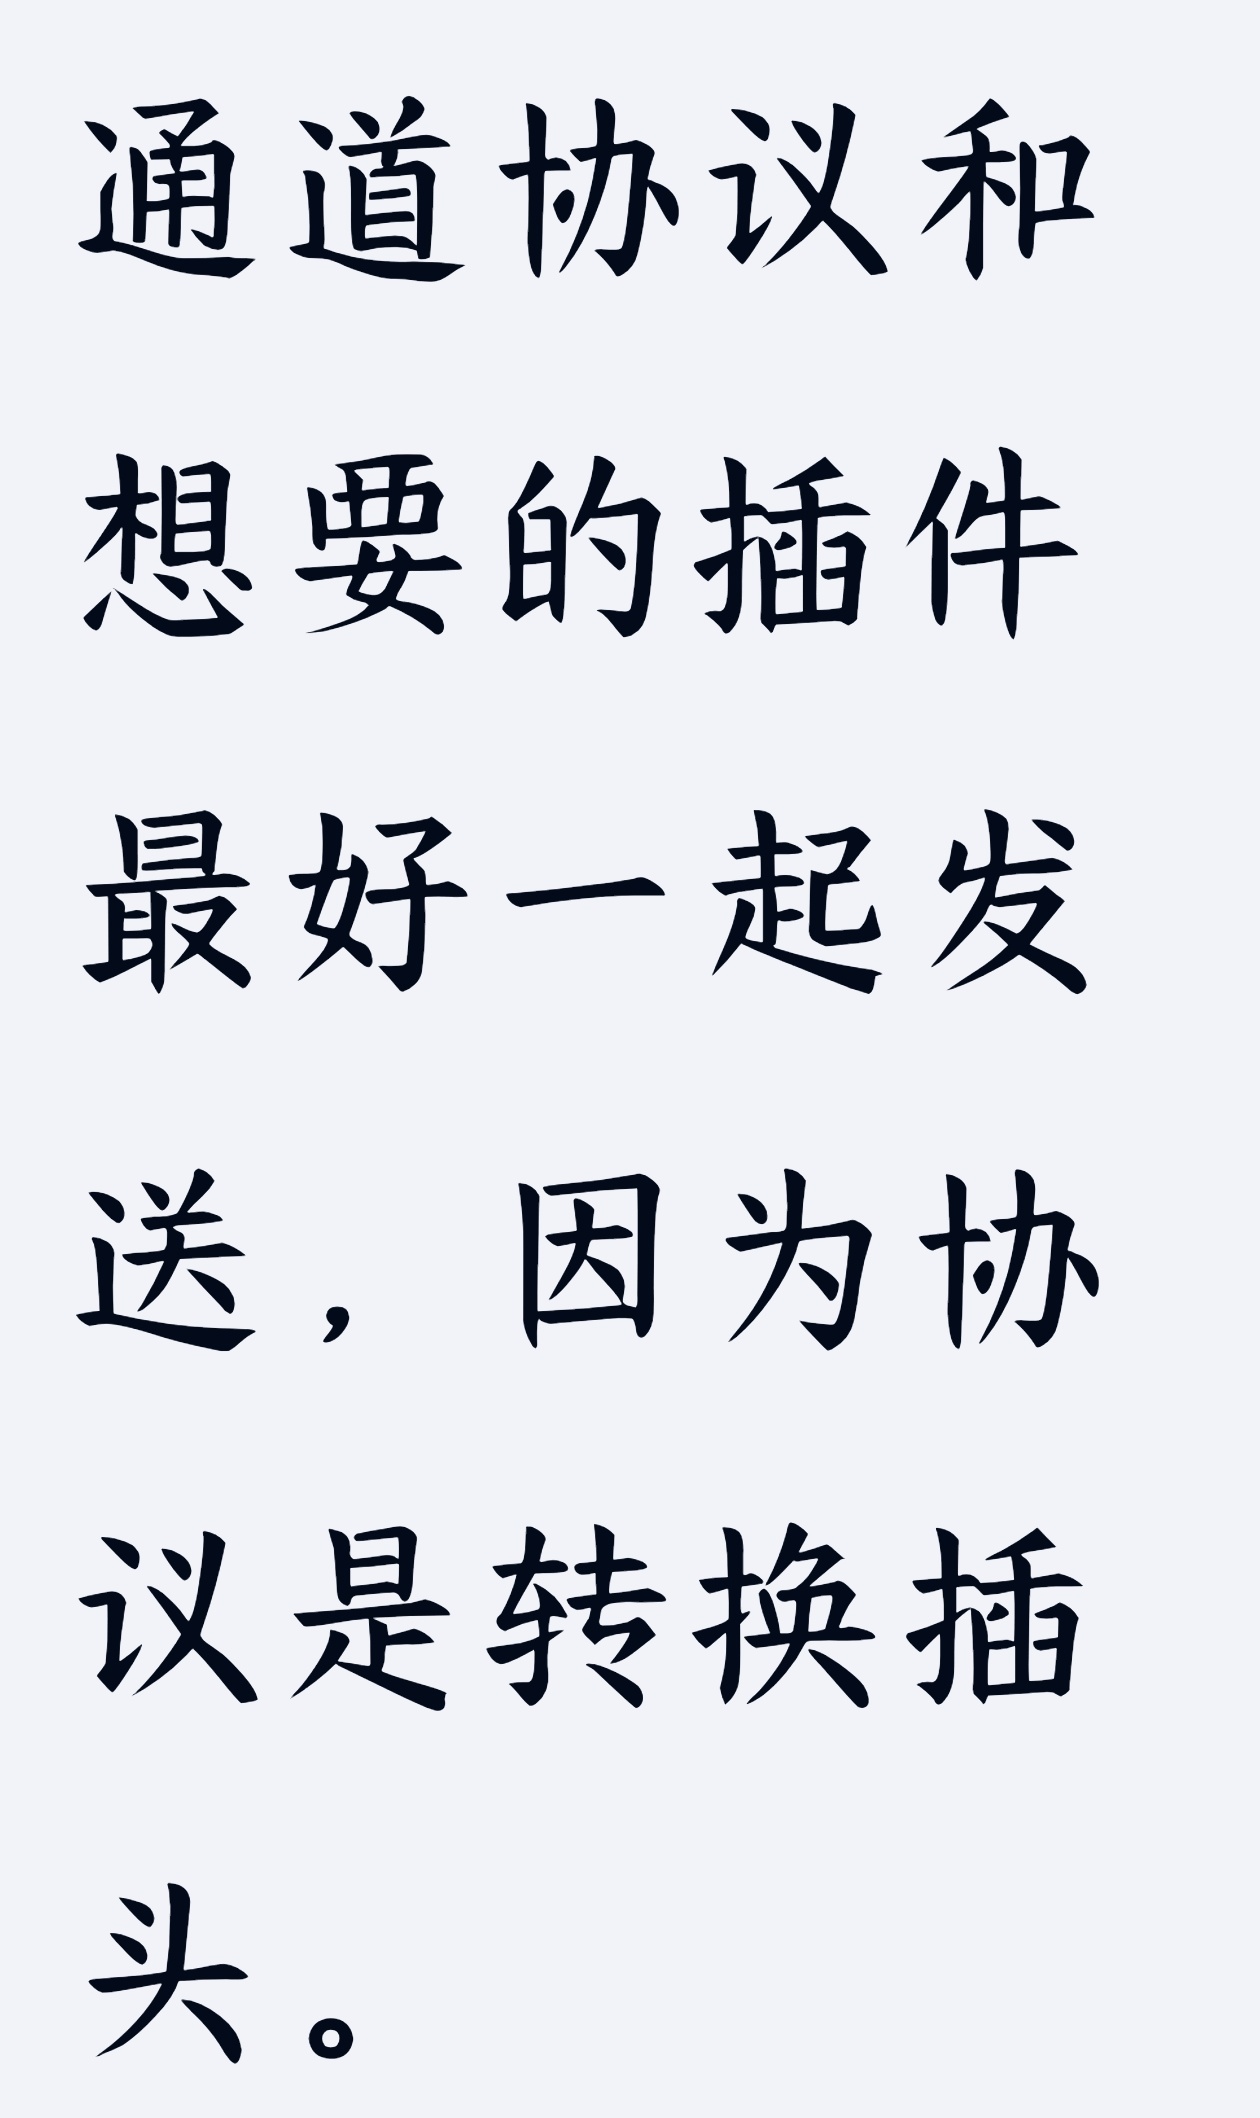 通道协议和
想要的插件
最好一起发
送，因为协
议是转换插
头。